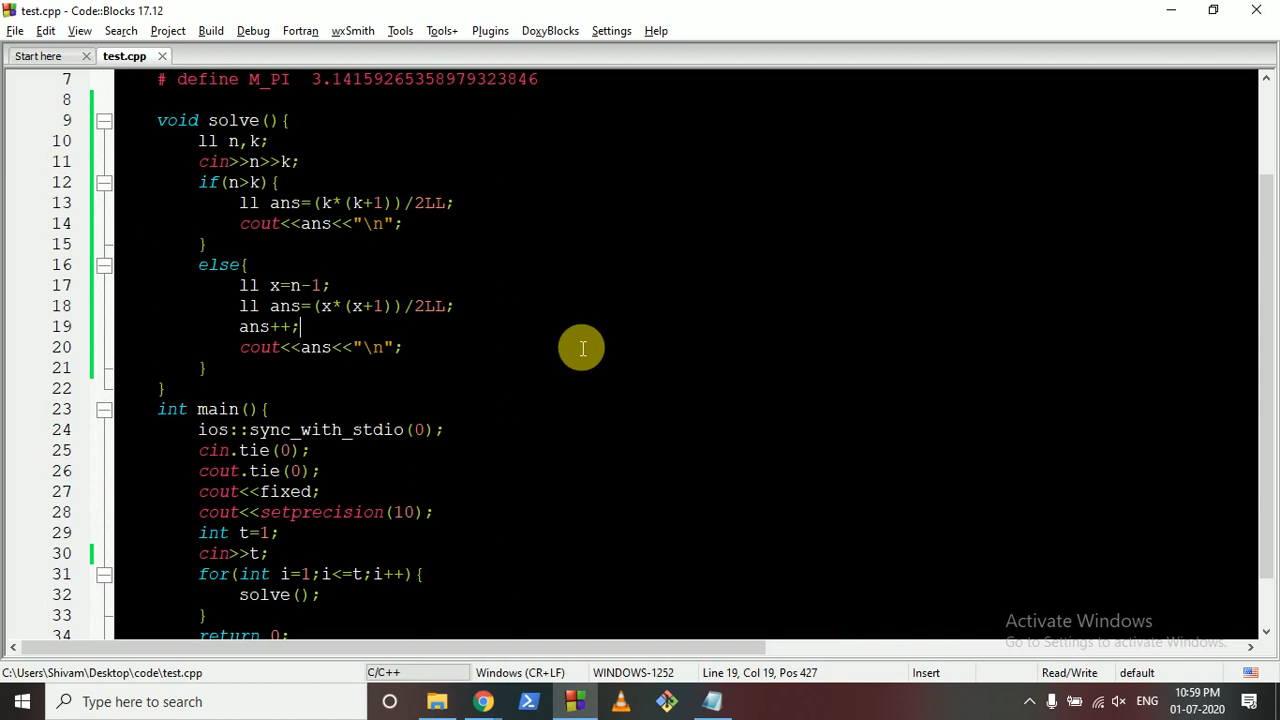 test.cpp - Code::Blocks 17.12
File Edit View Search Project Build Debug Fortran wxSmith Tools Tools+ Plugins DoxyBlocks Settings Help
Start here test.cpp
7 # define M_PI 3.14159265358979323846
8
9 void solve(){
10 ll n,k;
11 cin>>n>>k;
12 if(n>k){
13 ll ans=(k*(k+1))/2LL;
14 cout<<ans<<"\n";
15 }
16 else{
17 ll x=n-1;
18 ll ans=(x*(x+1))/2LL;
19 ans++;
20 cout<<ans<<"\n";
21 }
22 }
23 int main(){
24 ios::sync_with_stdio(0);
25 cin.tie(0);
26 cout.tie(0);
27 cout<<fixed;
28 cout<<setprecision(10);
29 int t=1;
30 cin>>t;
31 for(int i=1;i<=t;i++){
32 solve();
33 }
34 return 0;
Activate Windows
Go to Settings to activate Windows.
C:\Users\Shivam\Desktop\code\test.cpp C/C++ Windows (CR+LF) WINDOWS-1252 Line 19, Col 19, Pos 427 Insert Read/Write default
Type here to search ENG 10:59 PM
01-07-2020